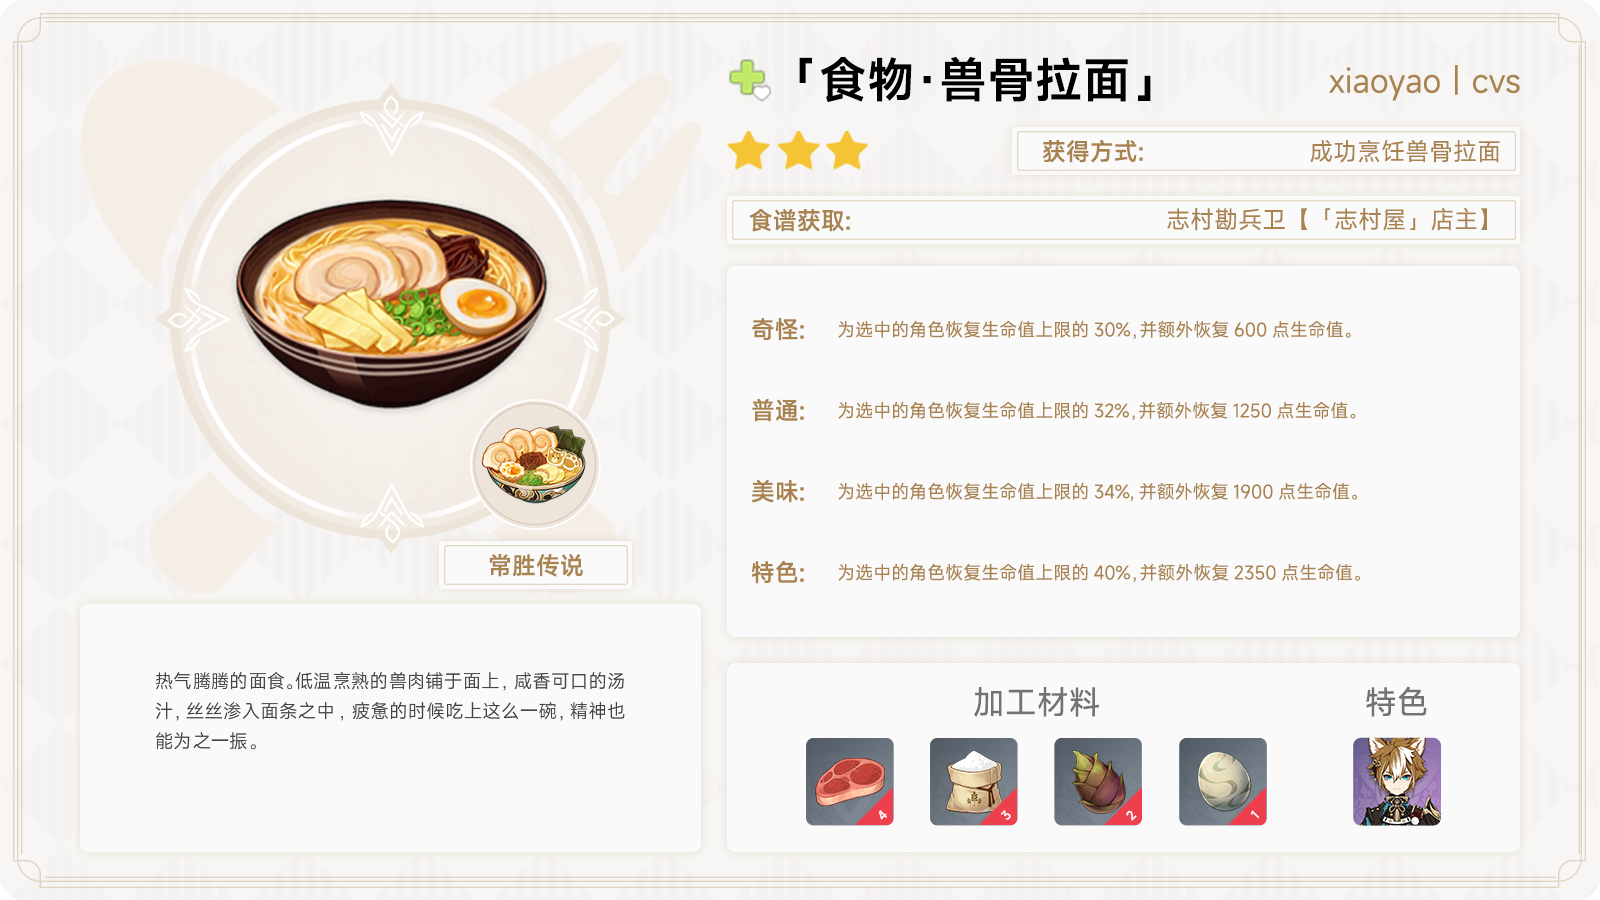 「食物·兽骨拉面」
xiaoyao | cvs
获得方式: 成功烹饪兽骨拉面
食谱获取: 志村勘兵卫【「志村屋」店主】
奇怪: 为选中的角色恢复生命值上限的 30%,并额外恢复 600 点生命值。
普通: 为选中的角色恢复生命值上限的 32%,并额外恢复 1250 点生命值。
美味: 为选中的角色恢复生命值上限的 34%, 并额外恢复 1900 点生命值。
特色: 为选中的角色恢复生命值上限的 40%,并额外恢复 2350 点生命值。
常胜传说
热气腾腾的面食。低温烹熟的兽肉铺于面上, 咸香可口的汤
汁, 丝丝渗入面条之中, 疲惫的时候吃上这么一碗, 精神也
能为之一振。
加工材料 特色
4 3 2 1